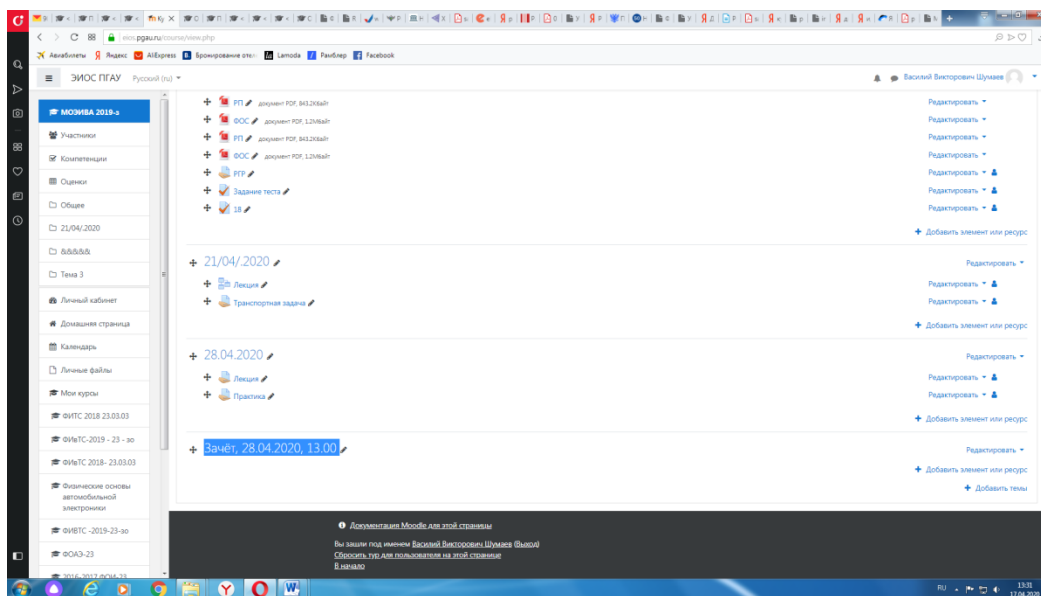 eios.pgau.ru/course/view.php
Авиабилеты Яндекс AliExpress Бронирование отел Lamoda Рамблер Facebook
ЭИОС ПГАУ Русский (ru)
Василий Викторович Шумаев
МОЭИВА 2019-з
Участники
Компетенции
Оценки
Общее
21/04/.2020
&&&&&
Тема 3
Личный кабинет
Домашняя страница
Календарь
Личные файлы
Мои курсы
ФИТС 2018 23.03.03
ФИвТС-2019 - 23 - зо
ФИеТС 2018- 23.03.03
Физические основы
автомобильной
электроники
ФИВТС -2019-23-зо
ФОАЭ-23
2016-2017 ФОИ-23
РП документ PDF, 843.2Кбайт Редактировать
ФОС документ PDF, 1.2Мбайт Редактировать
РП документ PDF, 843.2Кбайт Редактировать
ФОС документ PDF, 1.2Мбайт Редактировать
РГР Редактировать
Задание теста Редактировать
18 Редактировать
Добавить элемент или ресурс
21/04/.2020 Редактировать
Лекция Редактировать
Транспортная задача Редактировать
Добавить элемент или ресурс
28.04.2020 Редактировать
Лекция Редактировать
Практика Редактировать
Добавить элемент или ресурс
Зачёт, 28.04.2020, 13.00 Редактировать
Добавить элемент или ресурс
Добавить темы
Документация Moodle для этой страницы
Вы зашли под именем Василий Викторович Шумаев (Выход)
Сбросить тур для пользователя на этой странице
В начало
RU
13:31
17.04.2020